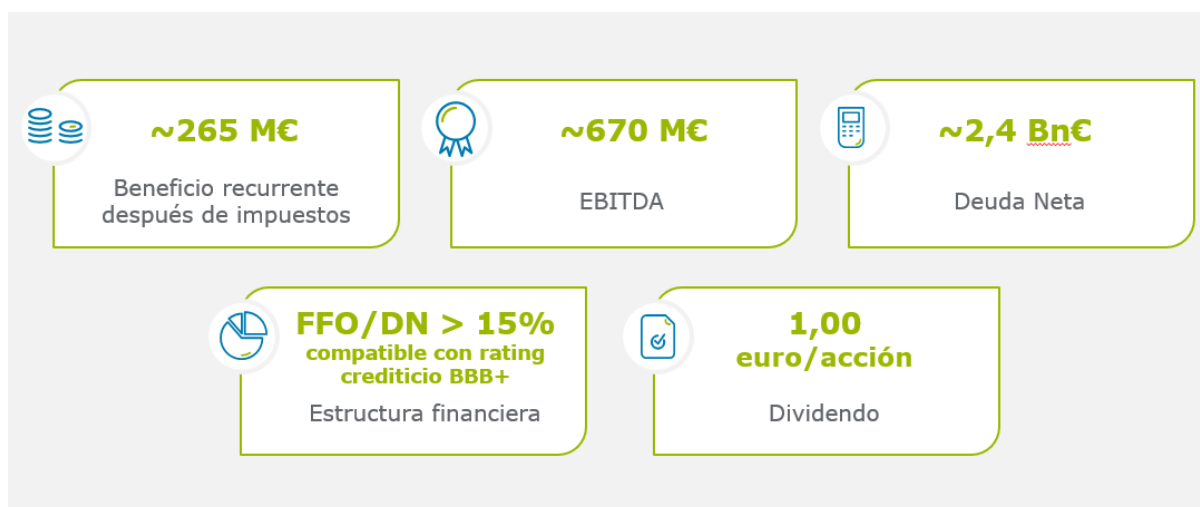 ~265 M€
Beneficio recurrente
después de impuestos
~670 M€
EBITDA
~2,4 Bn€
Deuda Neta
FFO/DN > 15%
compatible con rating
crediticio BBB+
Estructura financiera
1,00
euro/acción
Dividendo